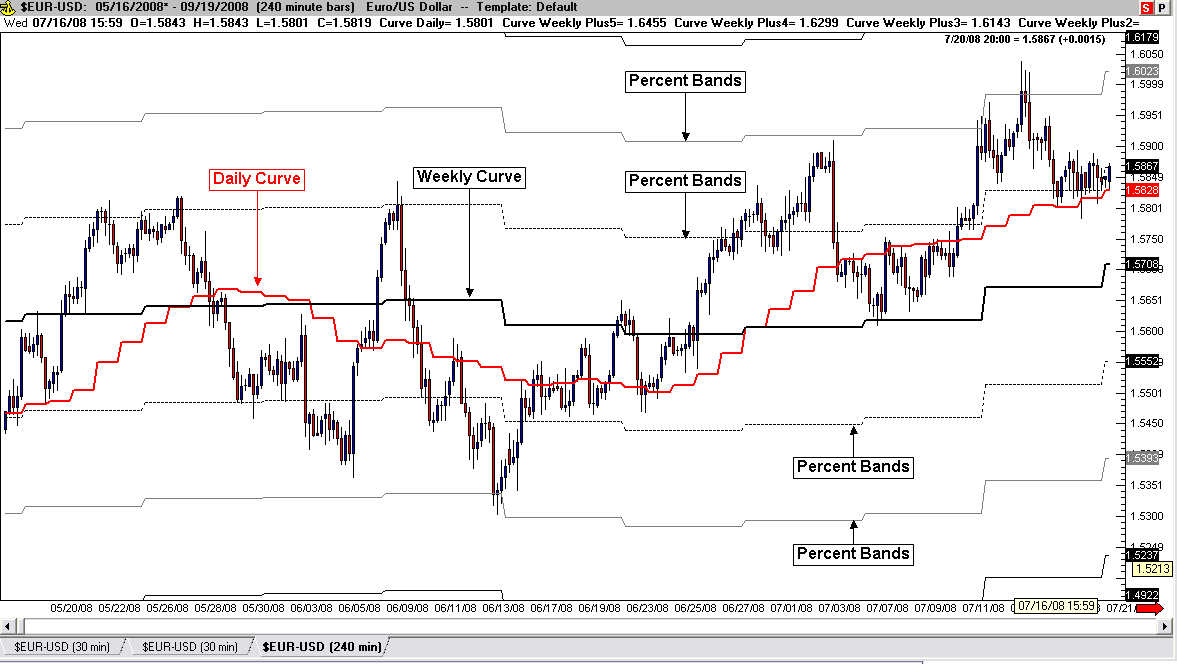 $EUR-USD: 05/16/2008* - 09/19/2008 (240 minute bars) Euro/US Dollar -- Template: Default
S P
Wed 07/16/08 15:59 O=1.5843 H=1.5843 L=1.5801 C=1.5819 Curve Daily= 1.5801 Curve Weekly Plus5= 1.6455 Curve Weekly Plus4= 1.6299 Curve Weekly Plus3= 1.6143 Curve Weekly Plus2=
7/20/08 20:00 = 1.5867 (+0.0015)
1.6179
1.6050
1.6023
1.5999
Percent Bands
1.5951
1.5900
1.5867
Daily Curve
Weekly Curve
Percent Bands
1.5849
1.5828
1.5801
1.5750
1.5708
1.5651
1.5600
1.5552
1.5501
1.5450
Percent Bands
1.5393
1.5351
1.5300
Percent Bands
1.5249
1.5237
1.5213
1.4922
05/20/08 05/22/08 05/26/08 05/28/08 05/30/08 06/03/08 06/05/08 06/09/08 06/11/08 06/13/08 06/17/08 06/19/08 06/23/08 06/25/08 06/27/08 07/01/08 07/03/08 07/07/08 07/09/08 07/11/08 07/16/08 15:59 07/21/
$EUR-USD (30 min) $EUR-USD (30 min) $EUR-USD (240 min)